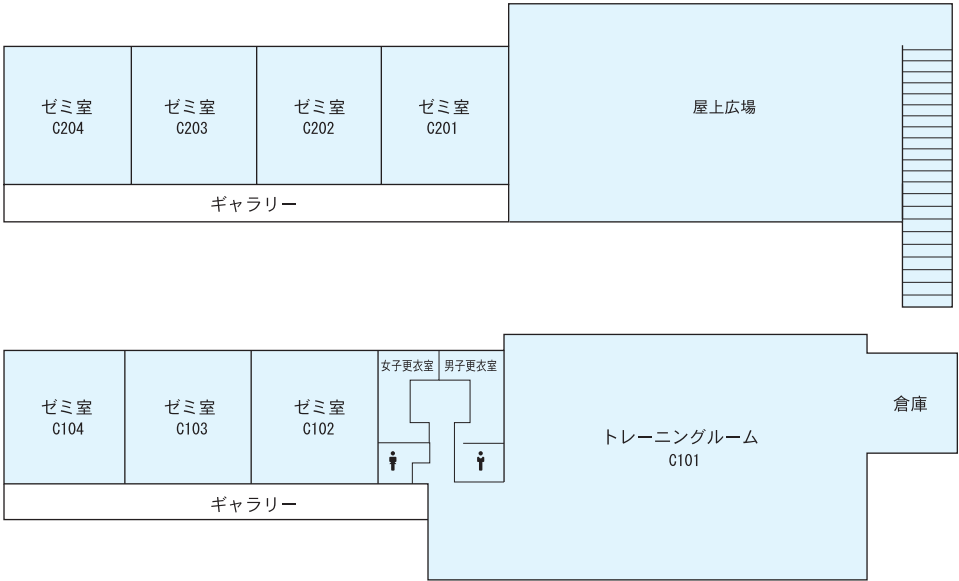 ゼミ室
C204
ゼミ室
C203
ゼミ室
C202
ゼミ室
C201
屋上広場
ギャラリー
女子更衣室
男子更衣室
ゼミ室
C104
ゼミ室
C103
ゼミ室
C102
トレーニングルーム
C101
倉庫
ギャラリー